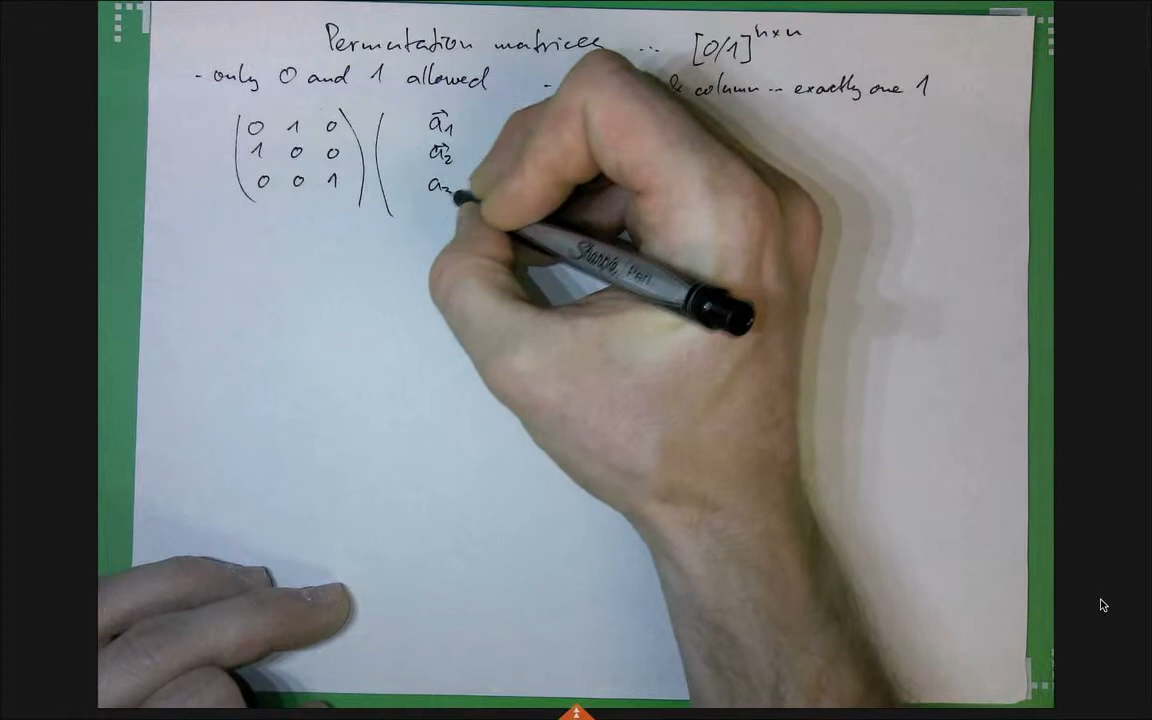 Permutation matrices ... [0/1]^{n×n}
- only 0 and 1 allowed - & column -- exactly one 1
0 1 0 a⃗1
1 0 0 a⃗2
0 0 1 a
Sharpie Pen